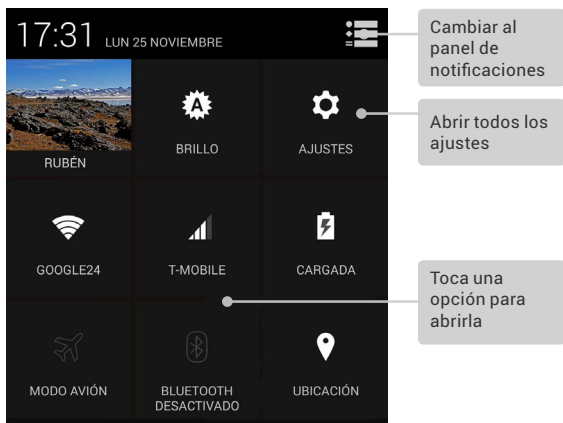 17:31 LUN 25 NOVIEMBRE
Cambiar al
panel de
notificaciones
RUBÉN
BRILLO
AJUSTES
Abrir todos los
ajustes
GOOGLE24
T-MOBILE
CARGADA
Toca una
opción para
abrirla
MODO AVIÓN
BLUETOOTH
DESACTIVADO
UBICACIÓN